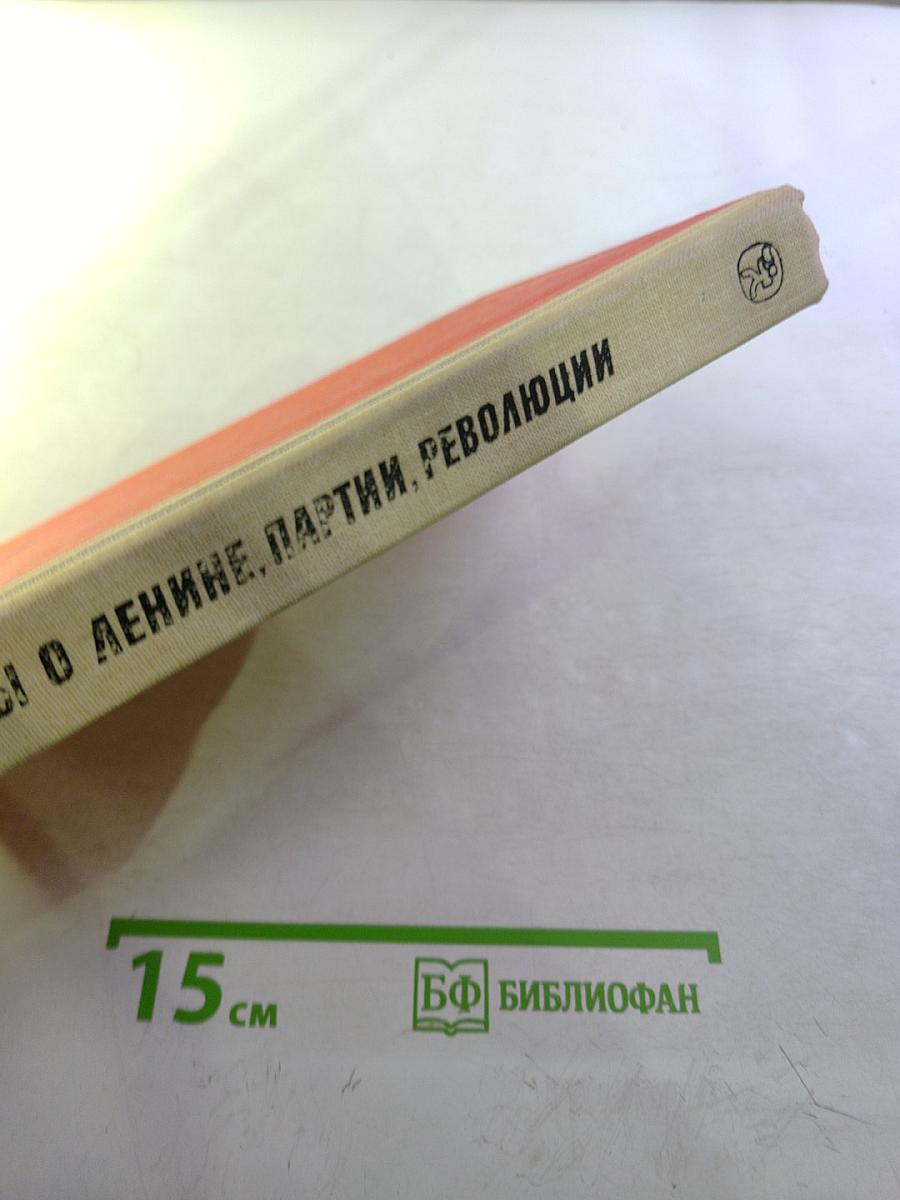 Ы О ЛЕНИНЕ, ПАРТИИ, РЕВОЛЮЦИИ
15 см
БФ БИБЛИОФАН